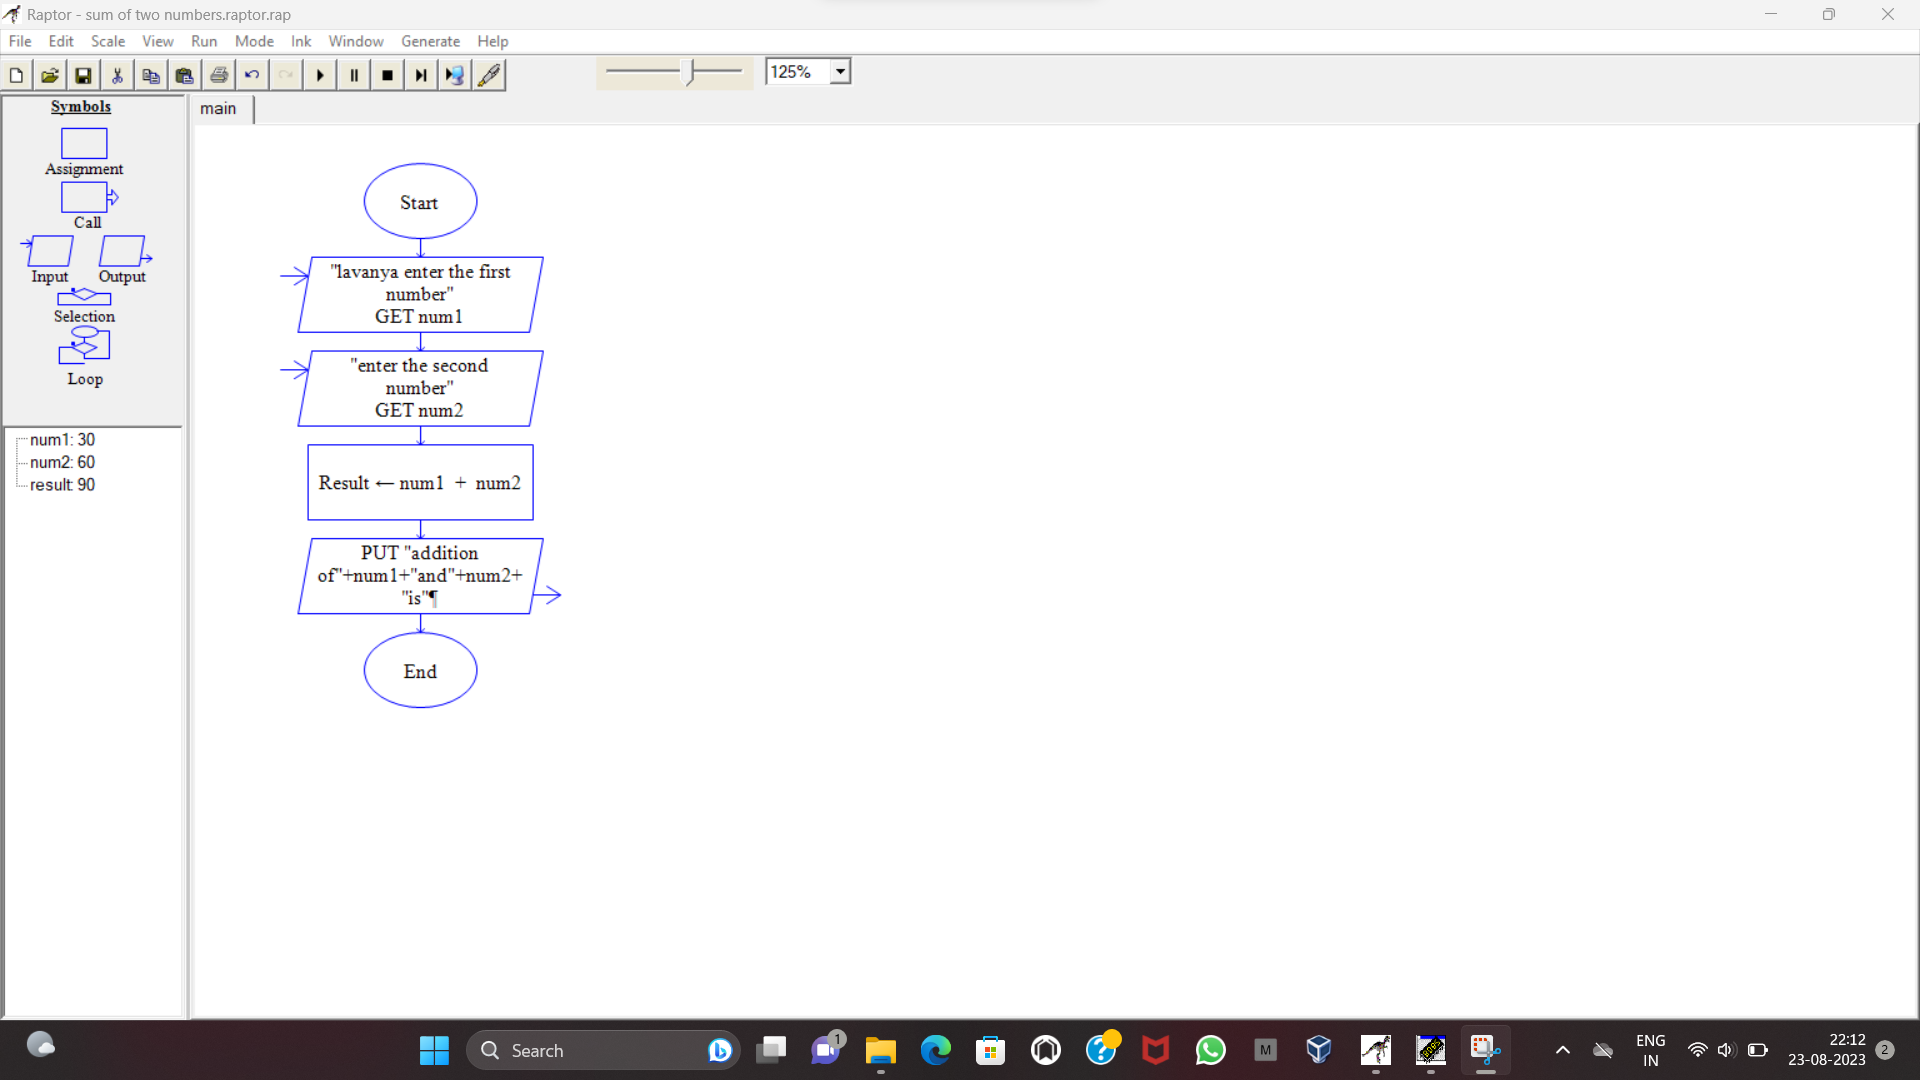 Raptor - sum of two numbers.raptor.rap
File Edit Scale View Run Mode Ink Window Generate Help
125%
Symbols
main
Assignment
Call
Input Output
Selection
Loop
num1: 30
num2: 60
result: 90
Start
"lavanya enter the first
number"
GET num1
"enter the second
number"
GET num2
Result ← num1 + num2
PUT "addition
of"+num1+"and"+num2+
"is"¶
End
Search
1
M
ENG
IN
22:12
23-08-2023
2